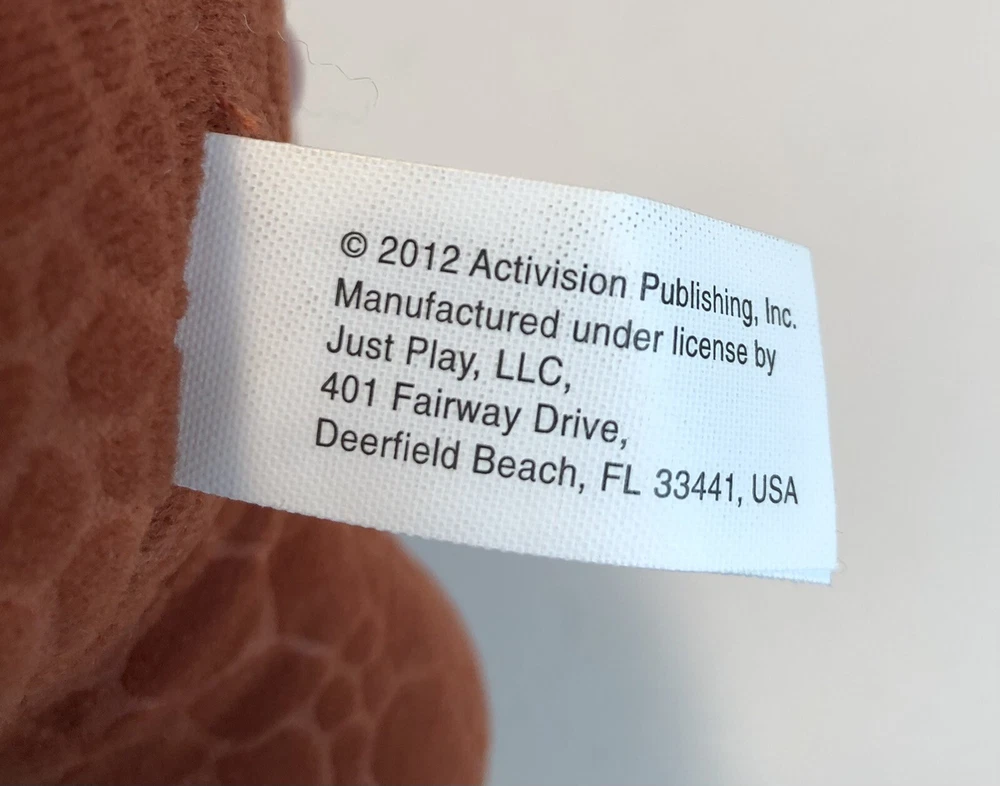 © 2012 Activision Publishing, Inc.
Manufactured under license by
Just Play, LLC,
401 Fairway Drive,
Deerfield Beach, FL 33441, USA